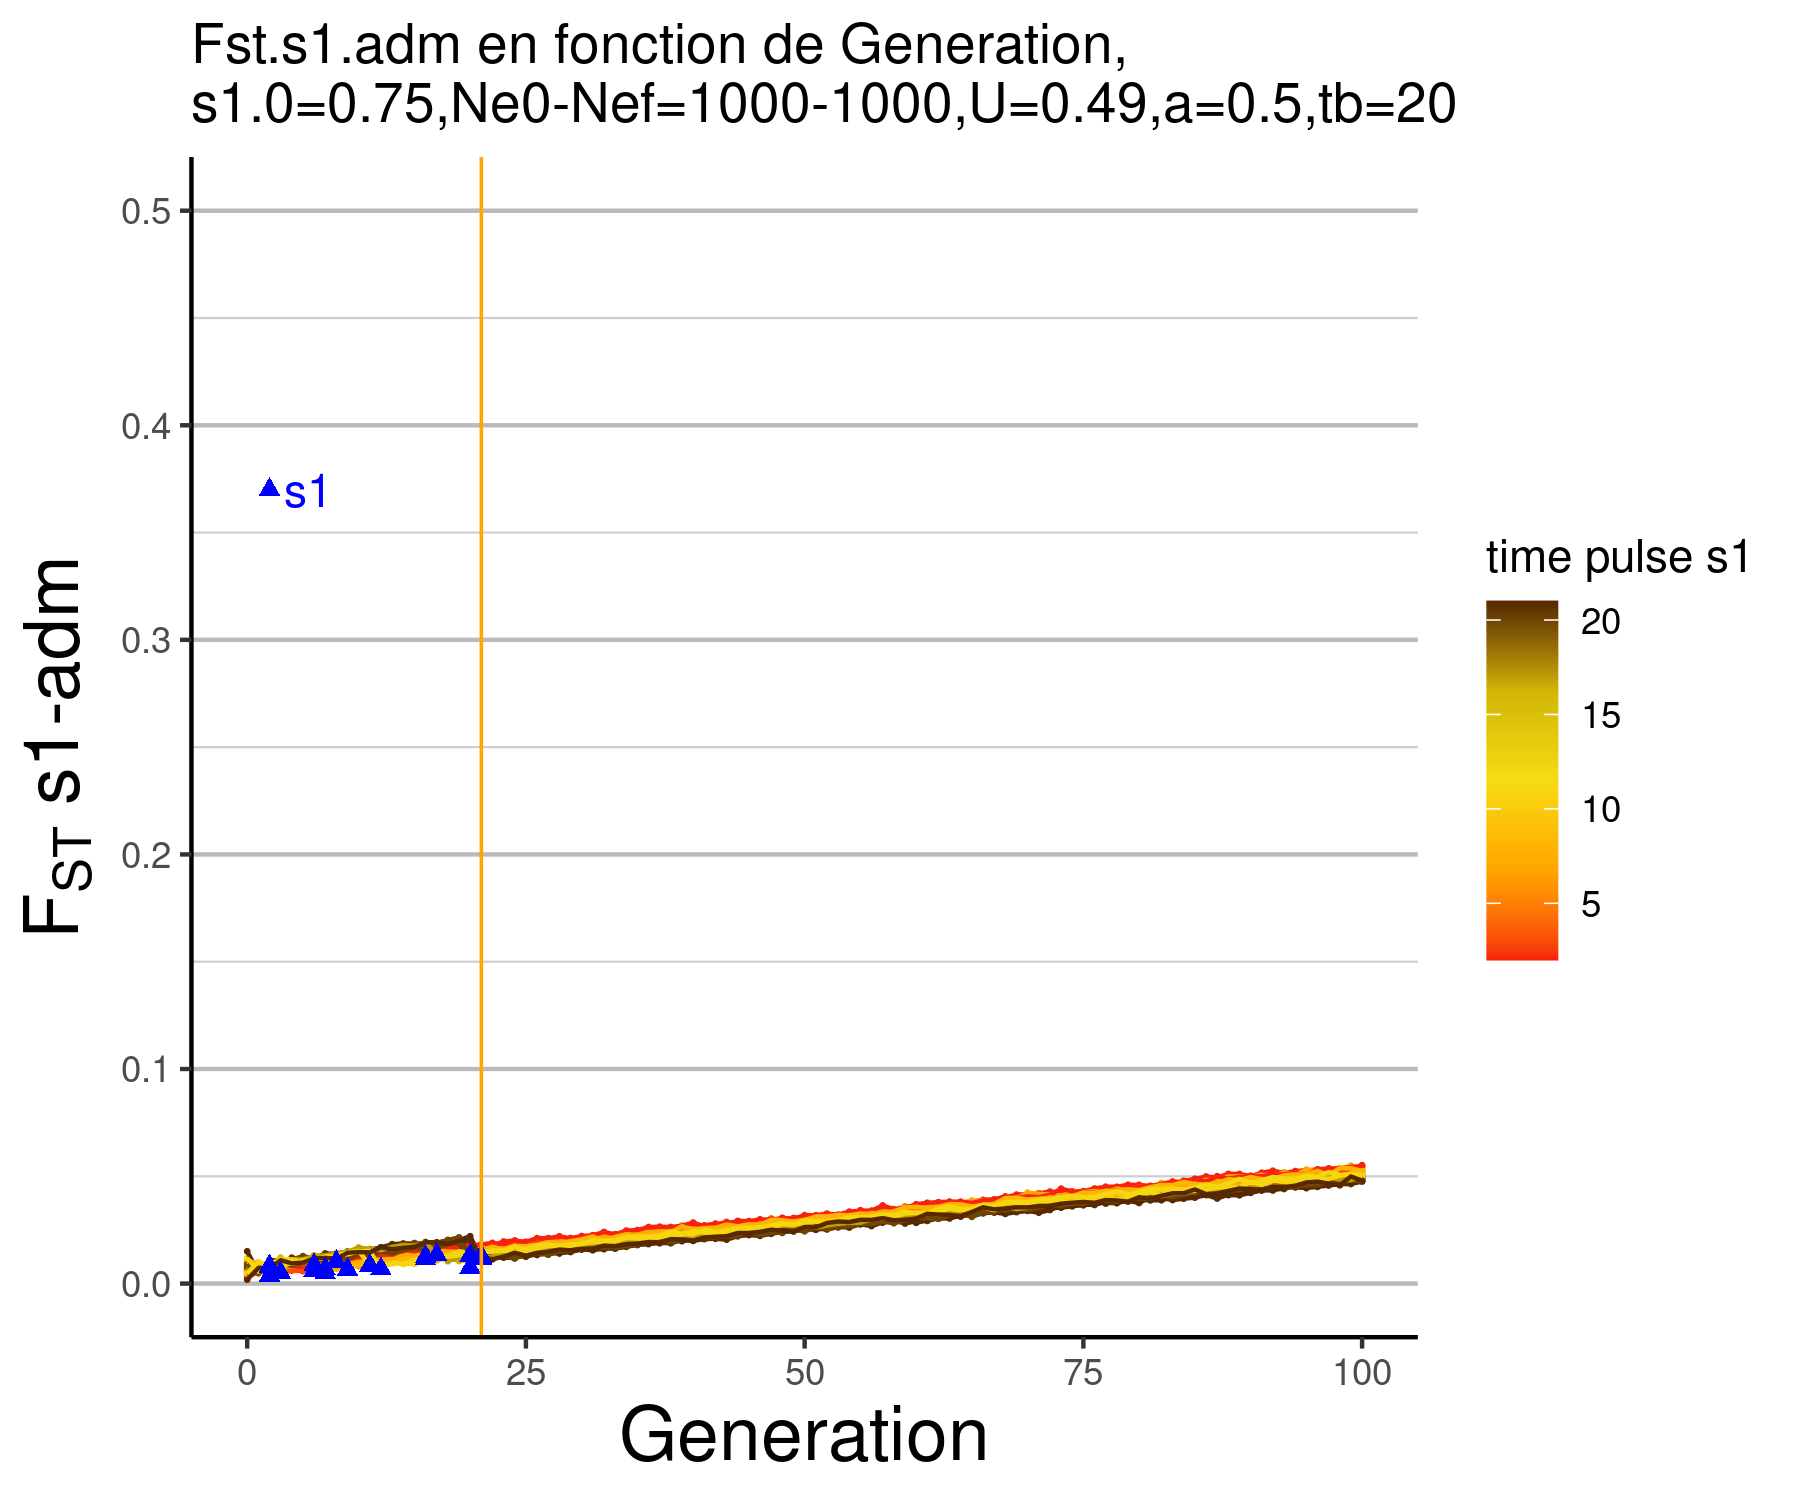 Fst.s1.adm en fonction de Generation,
s1.0=0.75,Ne0-Nef=1000-1000,U=0.49,a=0.5,tb=20
0.5
0.4
0.3
0.2
0.1
0.0
s1
FST s1-adm
0 25 50 75 100
Generation
time pulse s1
20
15
10
5